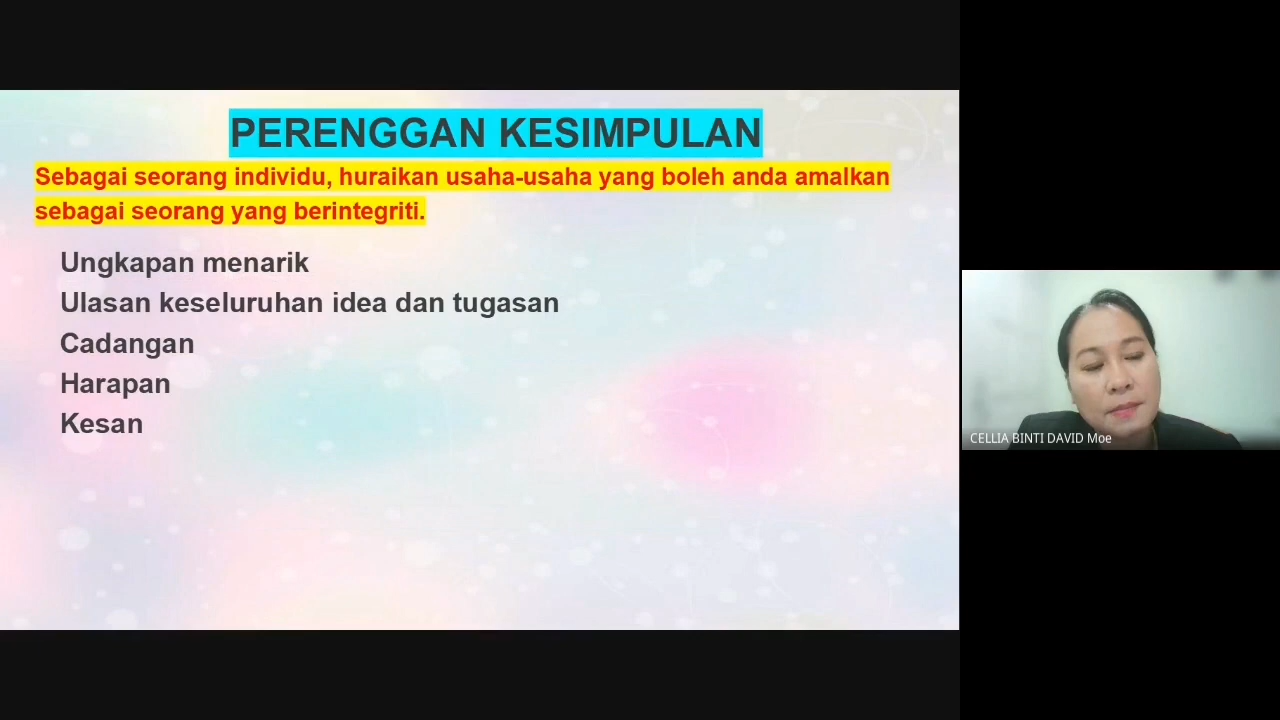 PERENGGAN KESIMPULAN
Sebagai seorang individu, huraikan usaha-usaha yang boleh anda amalkan
sebagai seorang yang berintegriti.
Ungkapan menarik
Ulasan keseluruhan idea dan tugasan
Cadangan
Harapan
Kesan
CELLIA BINTI DAVID Moe